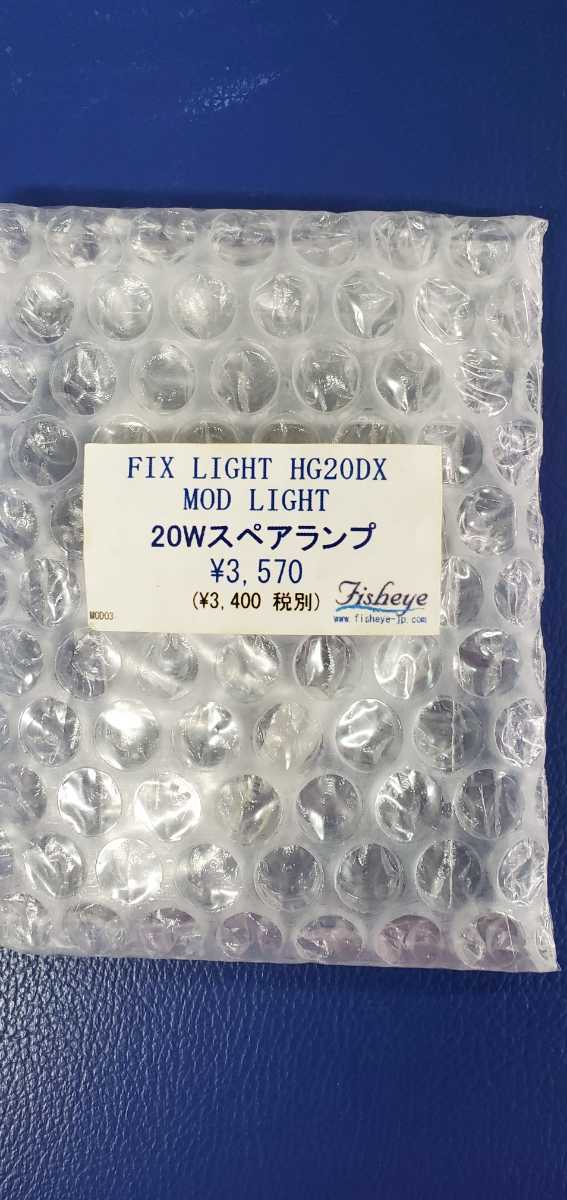 FIX LIGHT HG20DX
MOD LIGHT
20Wスペアランプ
¥3,570
(¥3,400 税別)
Fisheye
www.fisheye-jp.com
MOD03